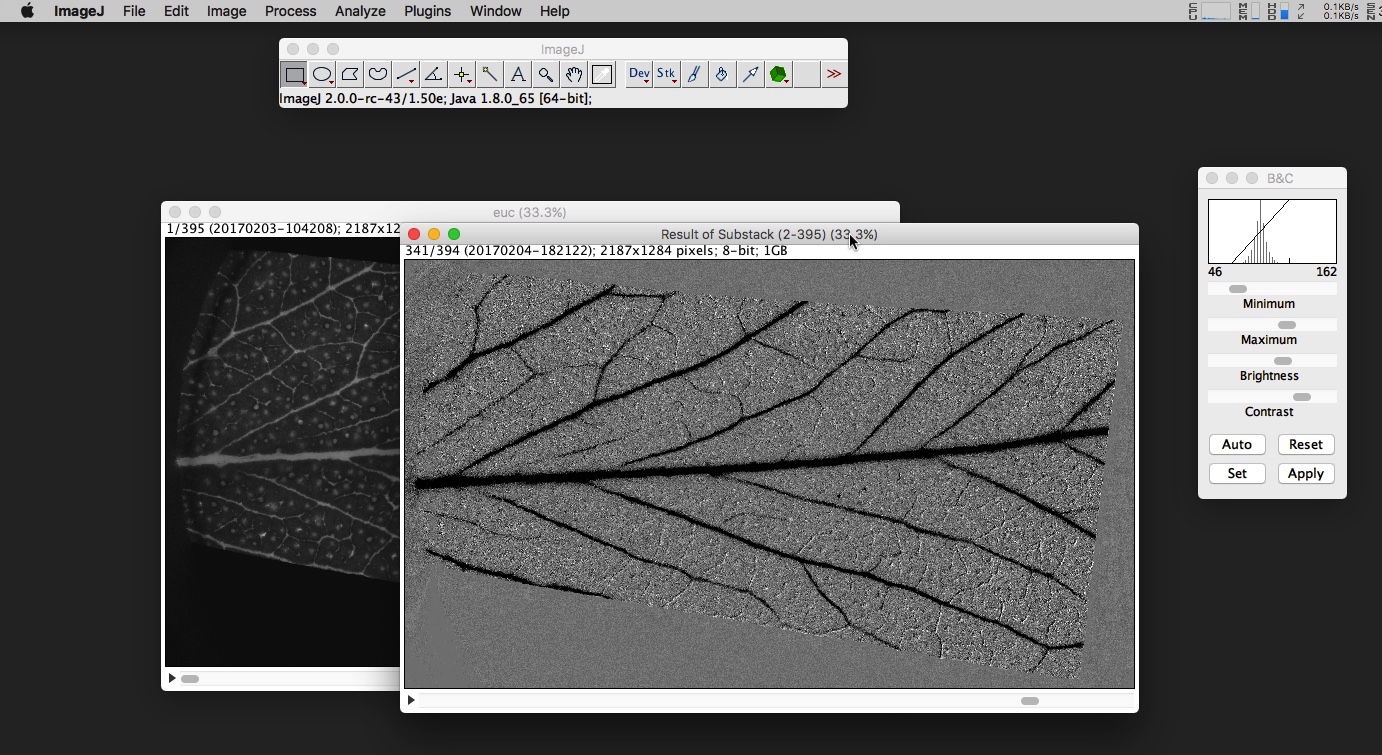 ImageJ File Edit Image Process Analyze Plugins Window Help CPU MEM HDD 0.1KB/s
0.1KB/s
ImageJ
A Dev Stk >>
ImageJ 2.0.0-rc-43/1.50e; Java 1.8.0_65 [64-bit];
B&C
euc (33.3%)
1/395 (20170203-104208); 2187x12
Result of Substack (2-395) (33.3%)
341/394 (20170204-182122); 2187x1284 pixels; 8-bit; 1GB
46 162
Minimum
Maximum
Brightness
Contrast
Auto Reset
Set Apply